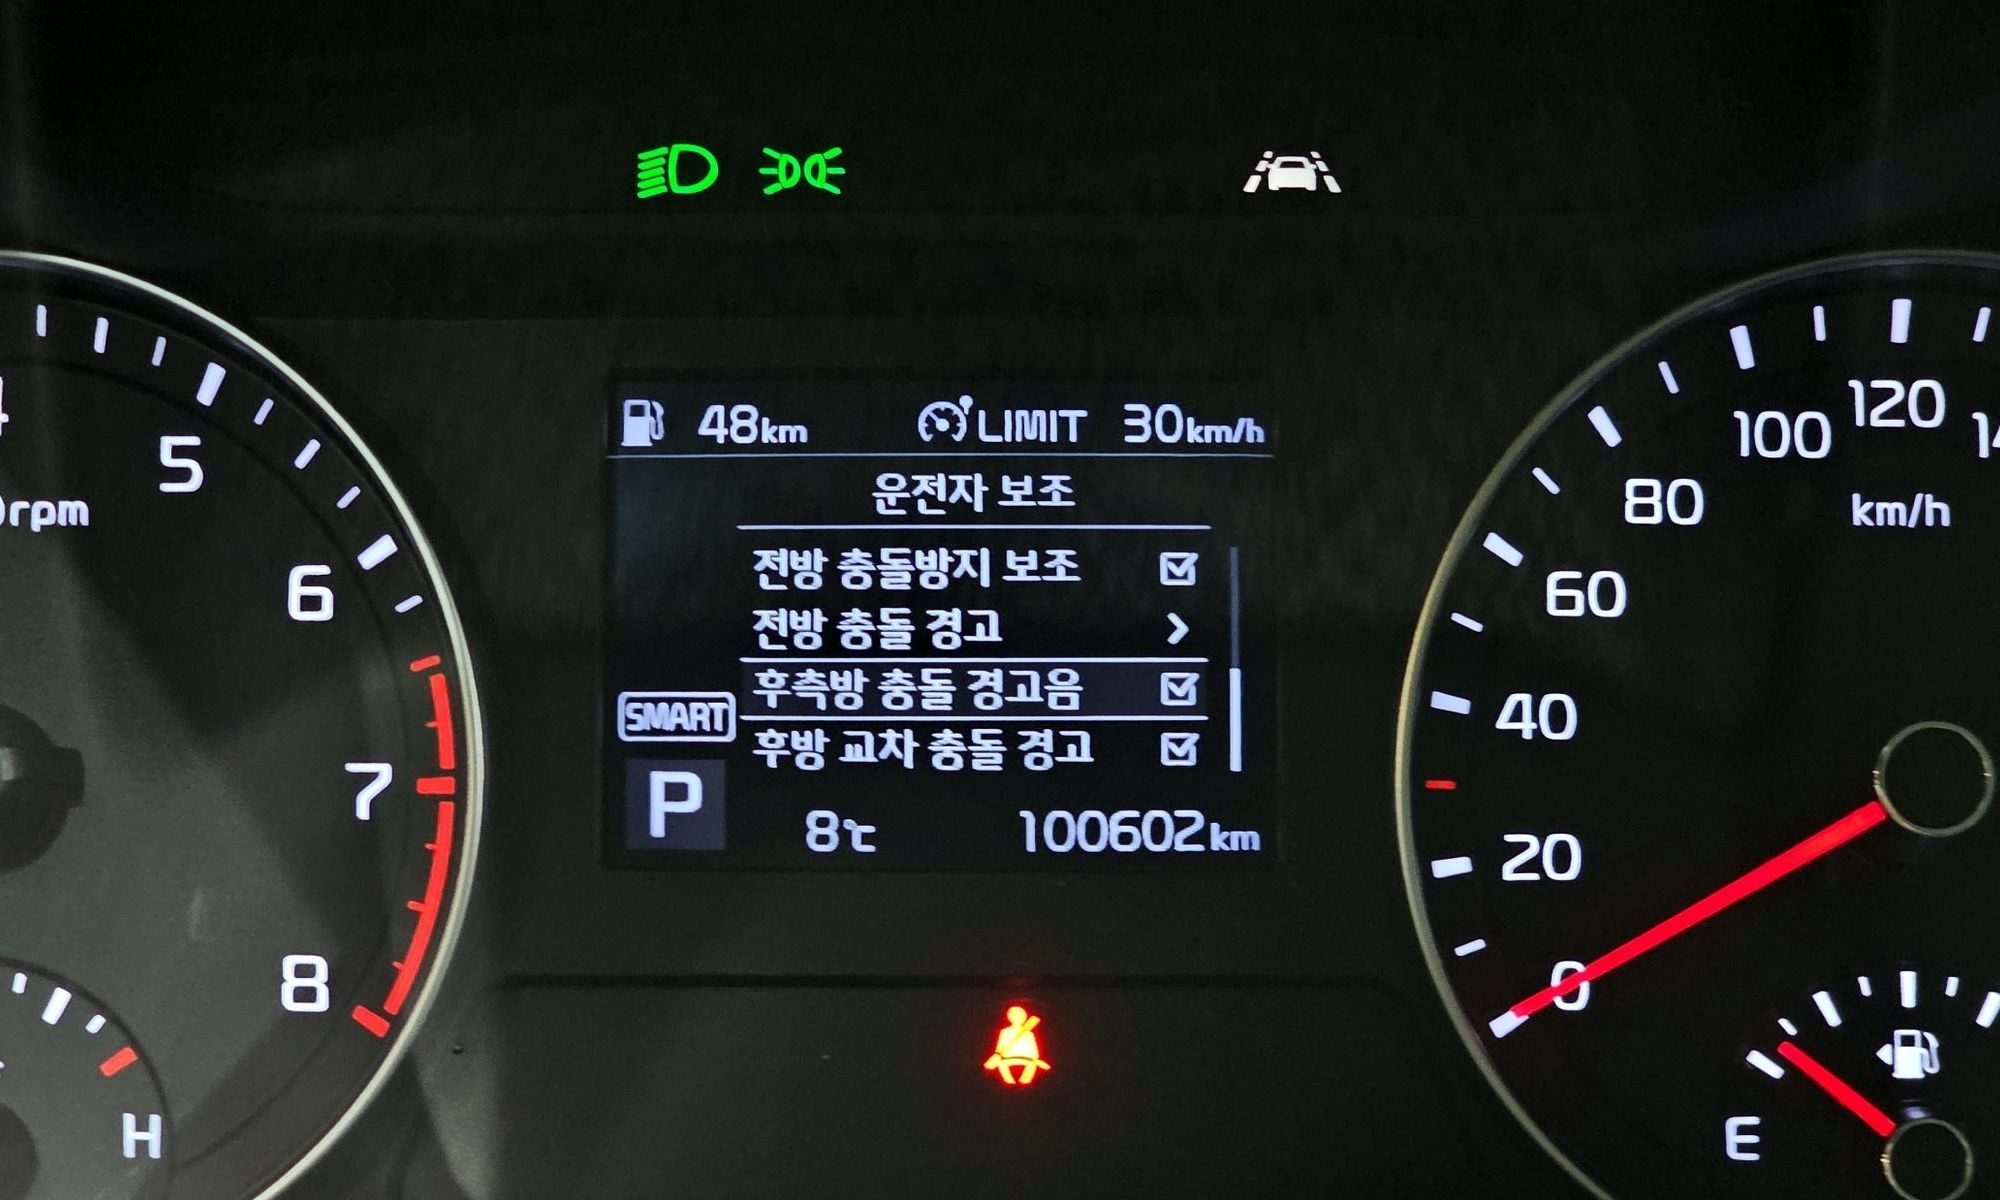 48km LIMIT 30km/h
운전자 보조
전방 충돌방지 보조
전방 충돌 경고
후측방 충돌 경고음
후방 교차 충돌 경고
SMART
P
8℃ 100602km
5
6
7
8
rpm
H
0
20
40
60
80
100
120
km/h
E